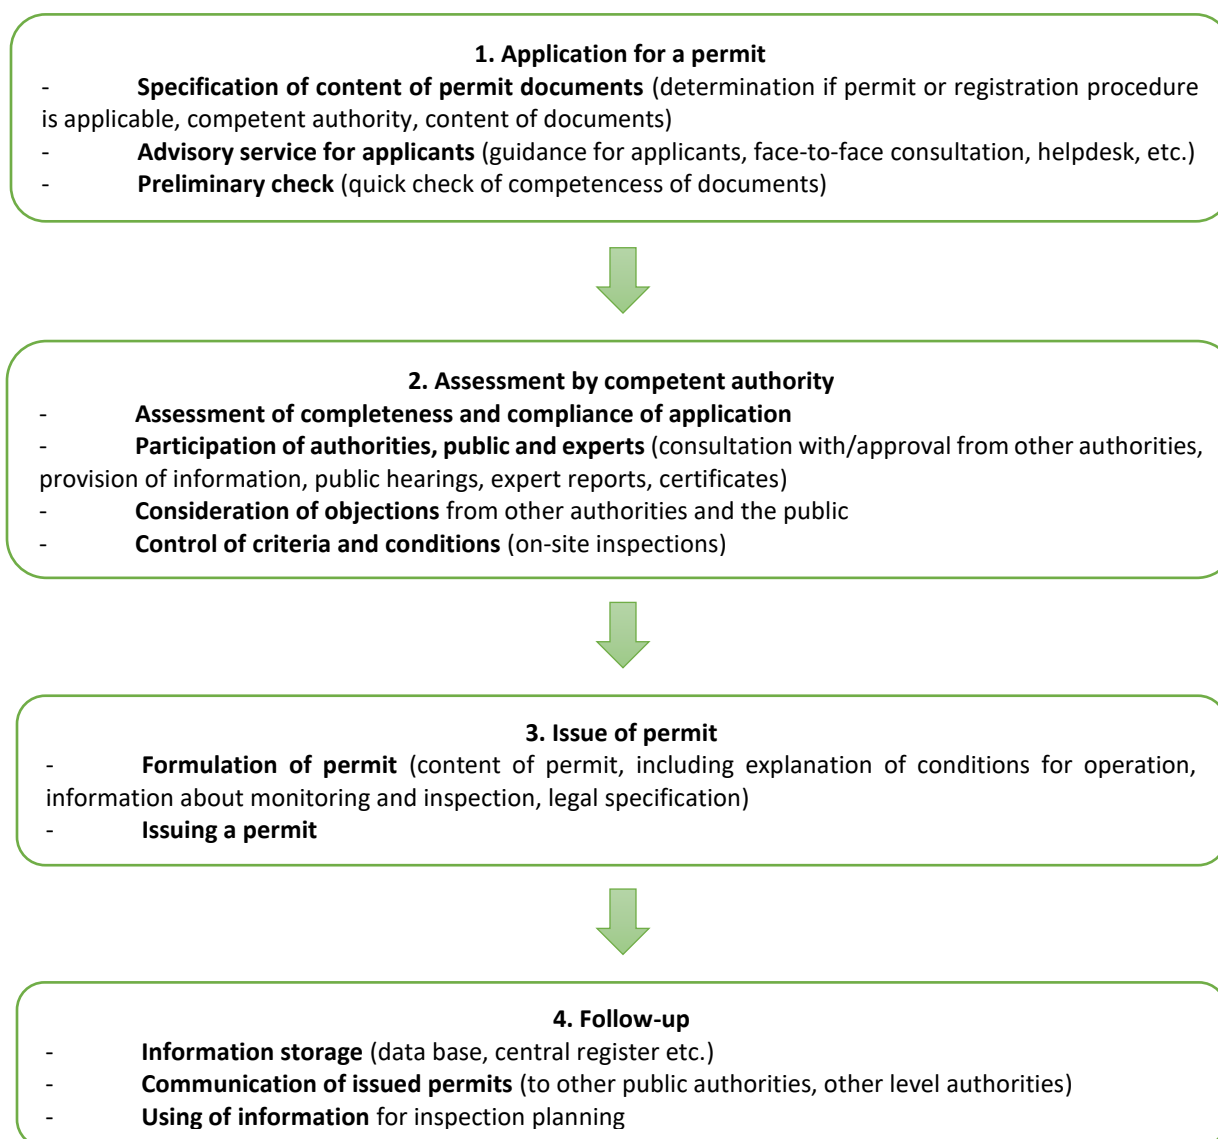 1. Application for a permit
- Specification of content of permit documents (determination if permit or registration procedure
is applicable, competent authority, content of documents)
- Advisory service for applicants (guidance for applicants, face-to-face consultation, helpdesk, etc.)
- Preliminary check (quick check of competencess of documents)
2. Assessment by competent authority
- Assessment of completeness and compliance of application
- Participation of authorities, public and experts (consultation with/approval from other authorities,
provision of information, public hearings, expert reports, certificates)
- Consideration of objections from other authorities and the public
- Control of criteria and conditions (on-site inspections)
3. Issue of permit
- Formulation of permit (content of permit, including explanation of conditions for operation,
information about monitoring and inspection, legal specification)
- Issuing a permit
4. Follow-up
- Information storage (data base, central register etc.)
- Communication of issued permits (to other public authorities, other level authorities)
- Using of information for inspection planning